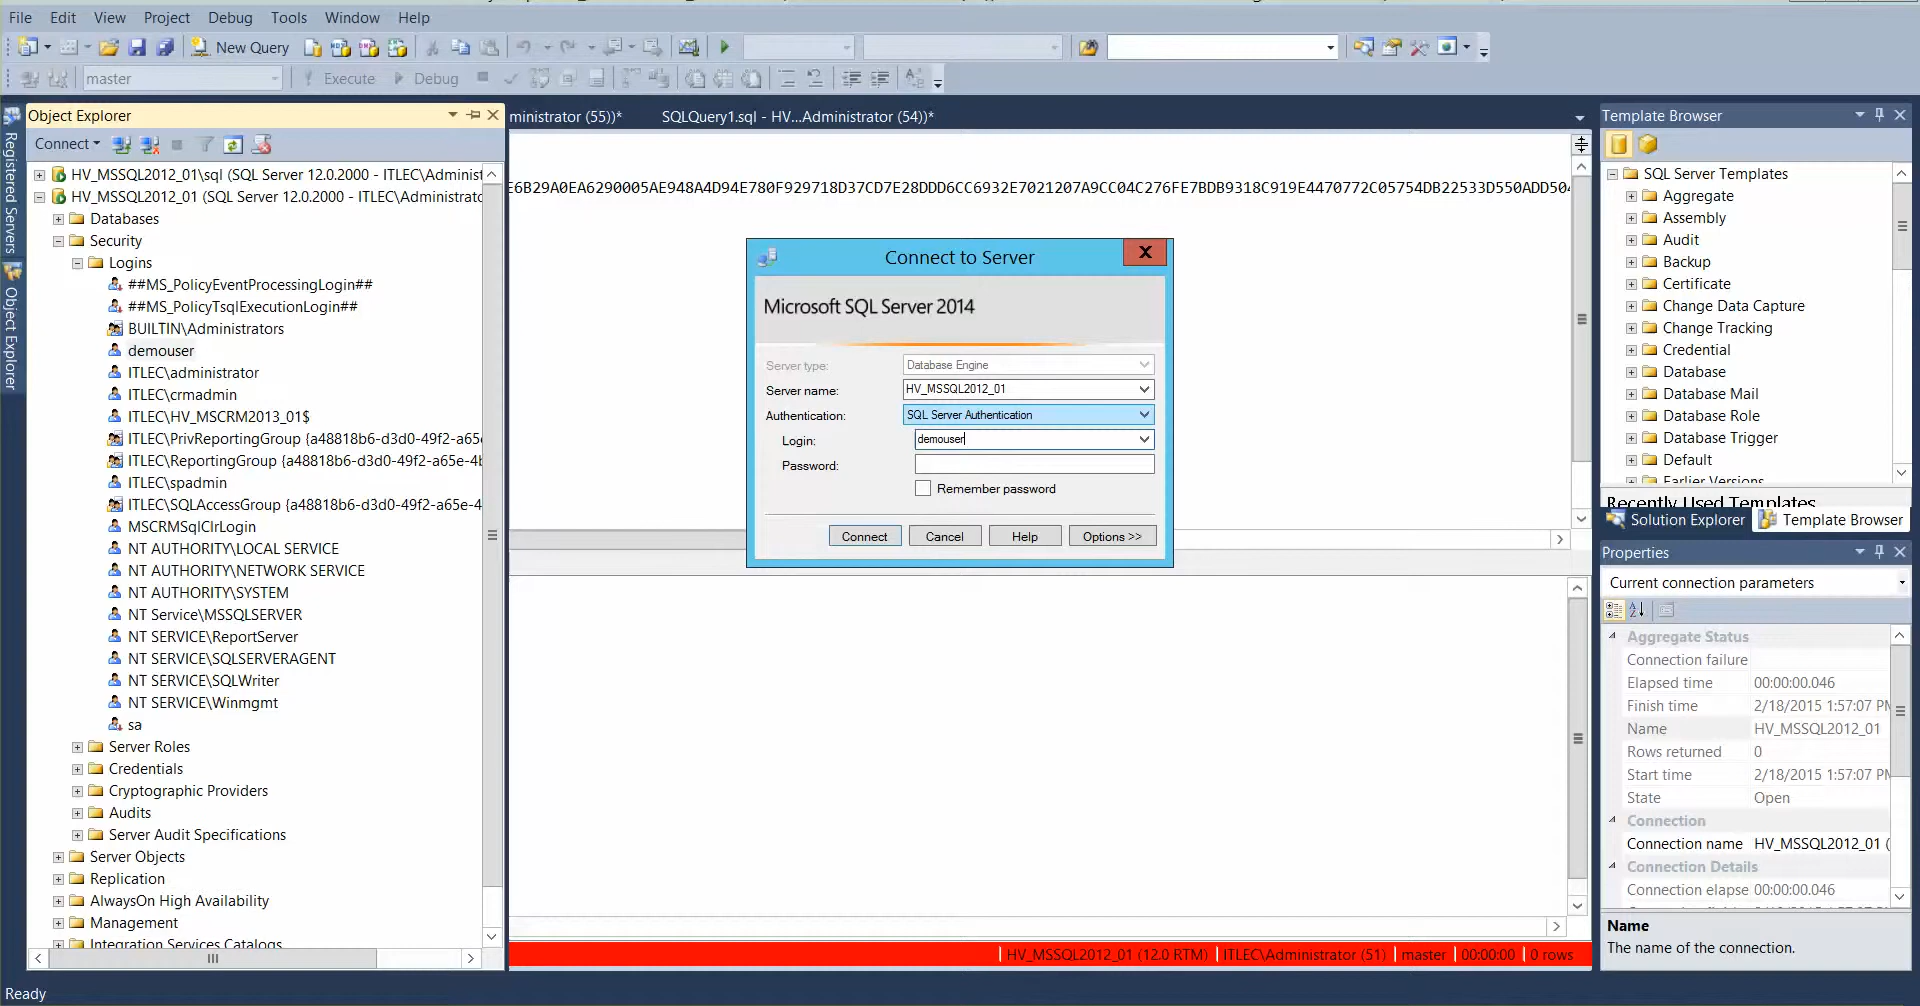 File Edit View Project Debug Tools Window Help
New Query
master Execute Debug
Registered Servers
Object Explorer
Object Explorer
Connect
HV_MSSQL2012_01\sql (SQL Server 12.0.2000 - ITLEC\Administ
HV_MSSQL2012_01 (SQL Server 12.0.2000 - ITLEC\Administrato
Databases
Security
Logins
##MS_PolicyEventProcessingLogin##
##MS_PolicyTsqlExecutionLogin##
BUILTIN\Administrators
demouser
ITLEC\administrator
ITLEC\crmadmin
ITLEC\HV_MSCRM2013_01$
ITLEC\PrivReportingGroup {a48818b6-d3d0-49f2-a65
ITLEC\ReportingGroup {a48818b6-d3d0-49f2-a65e-4b
ITLEC\spadmin
ITLEC\SQLAccessGroup {a48818b6-d3d0-49f2-a65e-4
MSCRMSqlClrLogin
NT AUTHORITY\LOCAL SERVICE
NT AUTHORITY\NETWORK SERVICE
NT AUTHORITY\SYSTEM
NT Service\MSSQLSERVER
NT SERVICE\ReportServer
NT SERVICE\SQLSERVERAGENT
NT SERVICE\SQLWriter
NT SERVICE\Winmgmt
sa
Server Roles
Credentials
Cryptographic Providers
Audits
Server Audit Specifications
Server Objects
Replication
AlwaysOn High Availability
Management
Integration Services Catalogs
ministrator (55))* SQLQuery1.sql - HV...Administrator (54))*
E6B29A0EA6290005AE948A4D94E780F929718D37CD7E28DDD6CC6932E7021207A9CC04C276FE7BDB9318C919E4470772C05754DB22533D550ADD504
Connect to Server
Microsoft SQL Server 2014
Server type: Database Engine
Server name: HV_MSSQL2012_01
Authentication: SQL Server Authentication
Login: demouser
Password:
Remember password
Connect Cancel Help Options >>
HV_MSSQL2012_01 (12.0 RTM) ITLEC\Administrator (51) master 00:00:00 0 rows
Template Browser
SQL Server Templates
Aggregate
Assembly
Audit
Backup
Certificate
Change Data Capture
Change Tracking
Credential
Database
Database Mail
Database Role
Database Trigger
Default
Earlier Versions
Recently Used Templates
Solution Explorer Template Browser
Properties
Current connection parameters
Aggregate Status
Connection failure
Elapsed time 00:00:00.046
Finish time 2/18/2015 1:57:07 PM
Name HV_MSSQL2012_01
Rows returned 0
Start time 2/18/2015 1:57:07 PM
State Open
Connection
Connection name HV_MSSQL2012_01 (
Connection Details
Connection elapse 00:00:00.046
Name
The name of the connection.
Ready